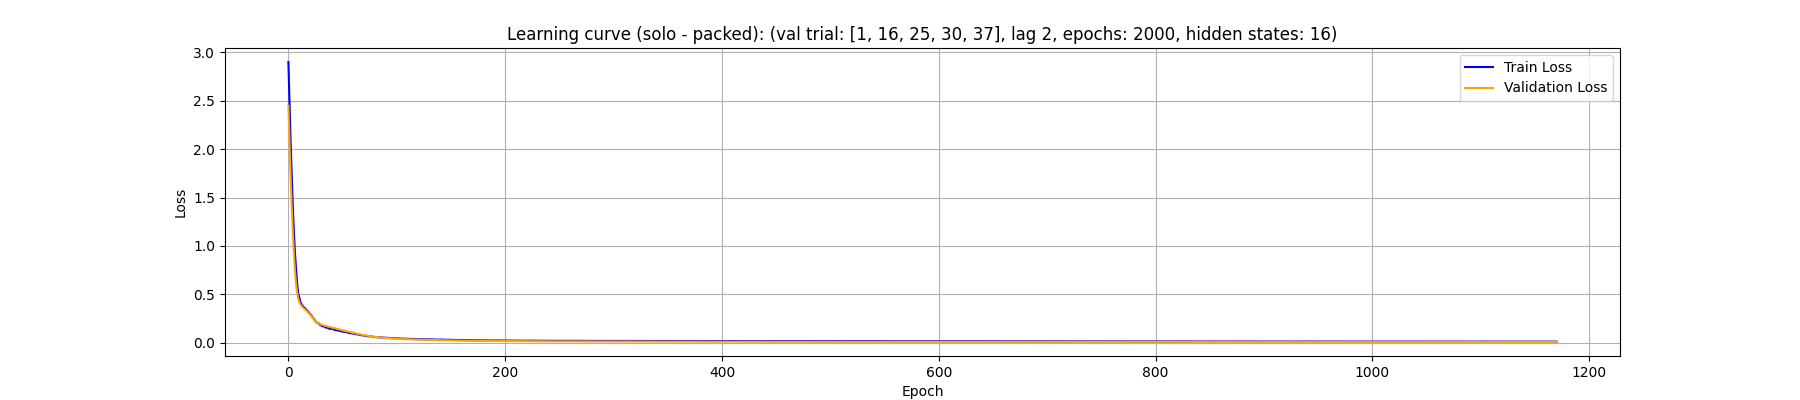 Learning curve (solo - packed): (val trial: [1, 16, 25, 30, 37], lag 2, epochs: 2000, hidden states: 16)
Train Loss
Validation Loss
Loss
3.0
2.5
2.0
1.5
1.0
0.5
0.0
0 200 400 600 800 1000 1200
Epoch